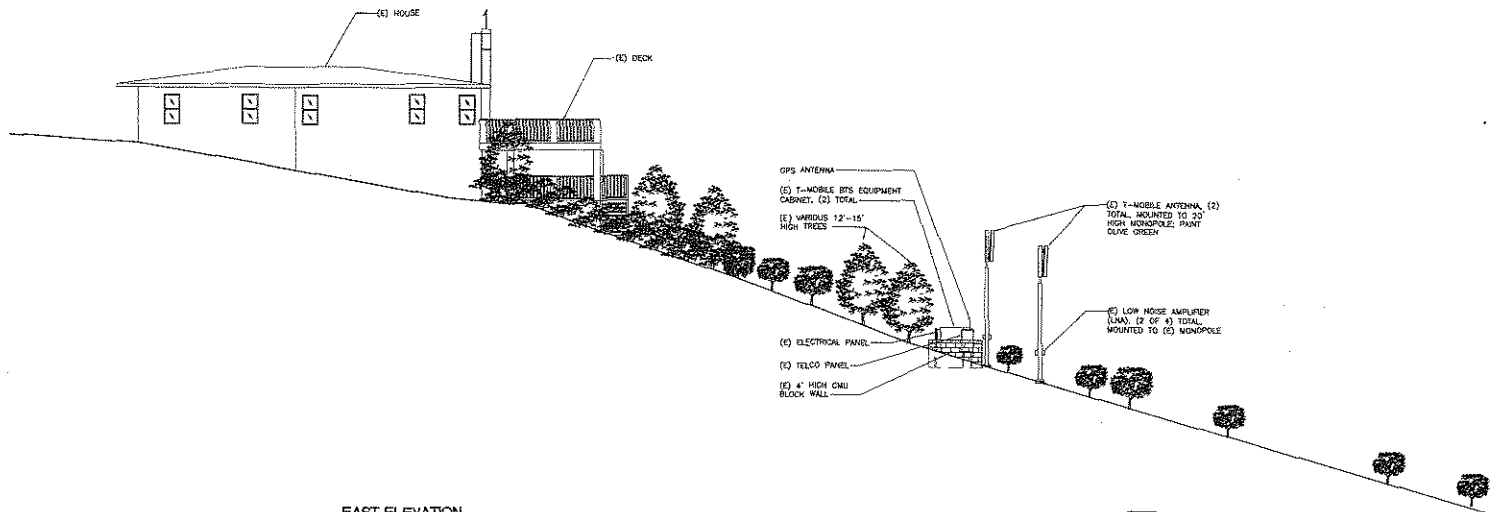 (E) HOUSE
(E) DECK
GPS ANTENNA
(E) T-MOBILE BTS EQUIPMENT
CABINET, (2) TOTAL
(E) VARIOUS 12'-15'
HIGH TREES
(E) ELECTRICAL PANEL
(E) TELCO PANEL
(E) 4' HIGH CMU
BLOCK WALL
(E) T-MOBILE ANTENNA, (2)
TOTAL, MOUNTED TO 20'
HIGH MONOPOLE; PAINT
OLIVE GREEN
(E) LOW NOISE AMPLIFIER
(LNA), (2 OF 4) TOTAL,
MOUNTED TO (E) MONOPOLE
EAST ELEVATION